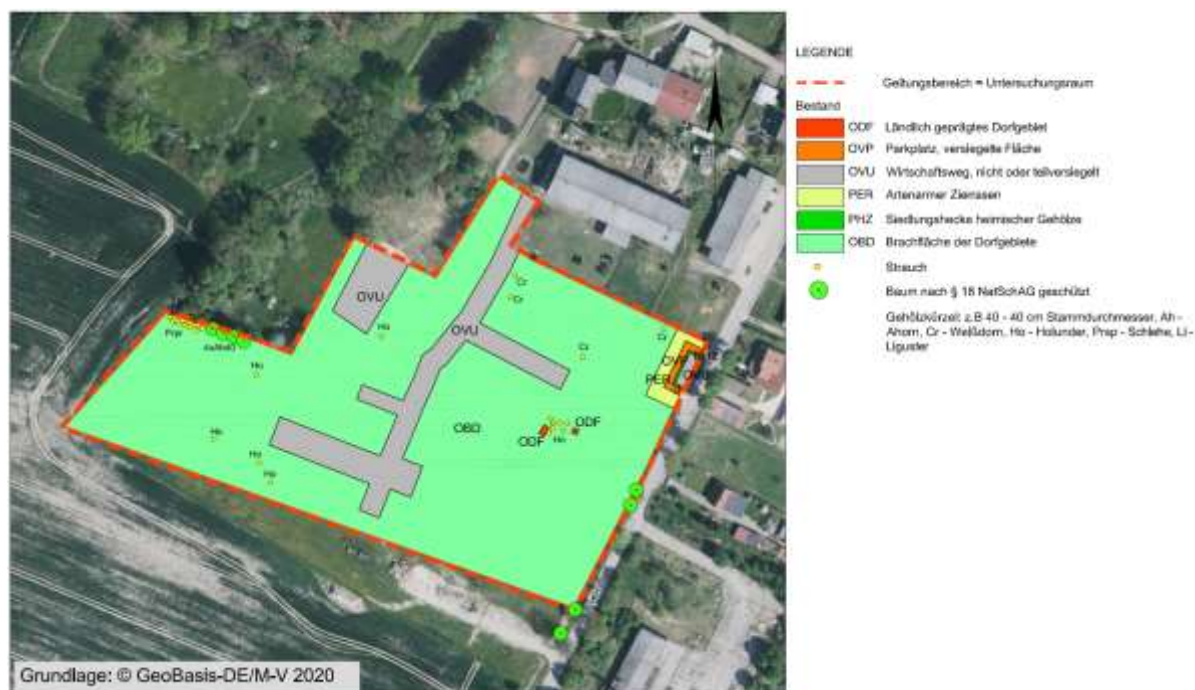 LEGENDE
Geltungsbereich = Untersuchungsraum
Bestand
ODF Ländlich geprägtes Dorfgebiet
OVP Parkplatz, versiegelte Fläche
OVU Wirtschaftsweg, nicht oder teilversiegelt
PER Artenarmer Zierrasen
PHZ Siedlungshecke heimischer Gehölze
OBD Brachfläche der Dorfgebiete
Strauch
Baum nach § 18 NatSchAG geschützt
Gehölzkürzel: z.B 40 - 40 cm Stammdurchmesser, Ah -
Ahorn, Cr - Weißdorn, Ho - Holunder, Prsp - Schlehe, Li -
Liguster
Cr
Cr
OVU
Ho
OVU
Cr
Cr
PER
Ho
Ho
OBD
ODF
ODF
Ho
Ho
Ho
Grundlage: © GeoBasis-DE/M-V 2020